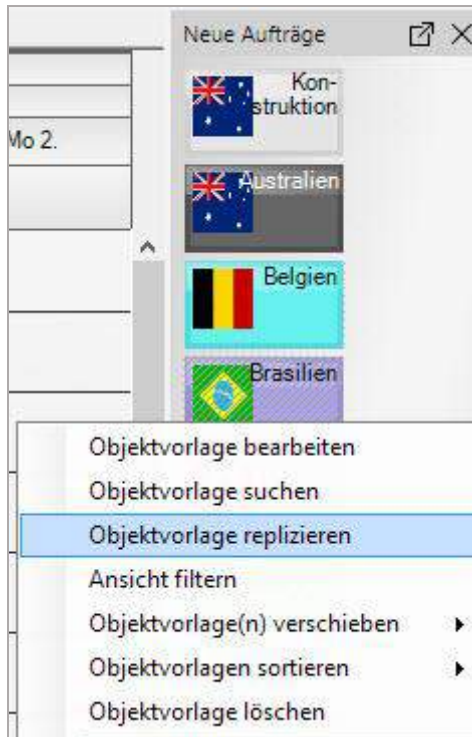 Neue Aufträge
Kon-
struktion
Mo 2.
Australien
Belgien
Brasilien
Objektvorlage bearbeiten
Objektvorlage suchen
Objektvorlage replizieren
Ansicht filtern
Objektvorlage(n) verschieben
Objektvorlagen sortieren
Objektvorlage löschen